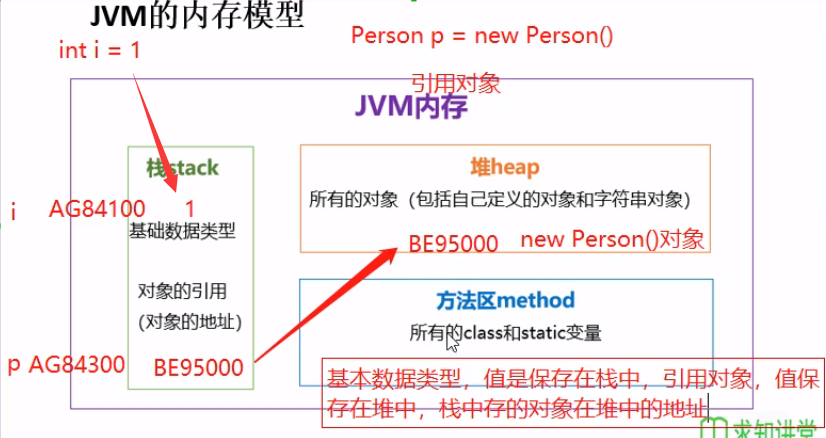 JVM的内存模型
int i = 1
Person p = new Person()
引用对象
JVM内存
栈stack
i AG84100 1
基础数据类型
对象的引用
(对象的地址)
p AG84300 BE95000
堆heap
所有的对象（包括自己定义的对象和字符串对象）
BE95000 new Person()对象
方法区method
所有的class和static变量
基本数据类型，值是保存在栈中，引用对象，值保
存在堆中，栈中存的对象在堆中的地址
求知讲堂